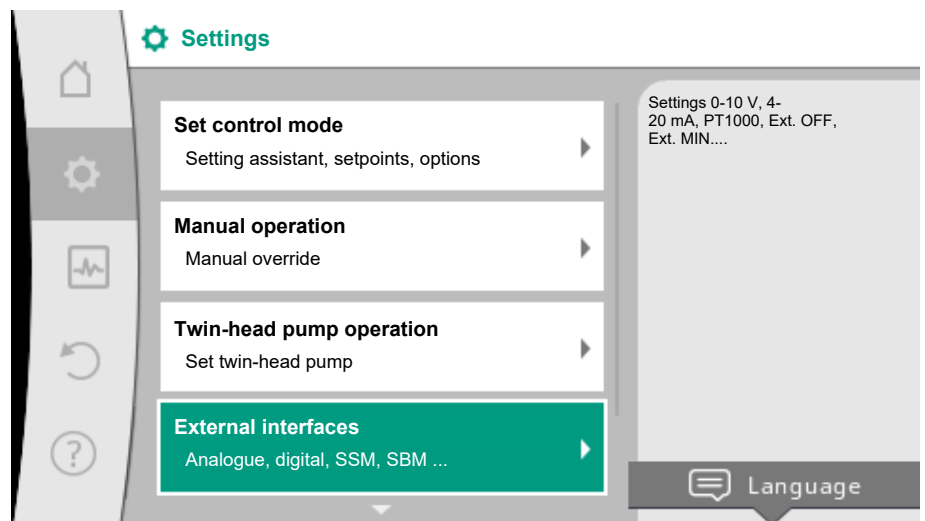 Settings
Set control mode
Setting assistant, setpoints, options
Manual operation
Manual override
Twin-head pump operation
Set twin-head pump
External interfaces
Analogue, digital, SSM, SBM ...
Settings 0-10 V, 4-
20 mA, PT1000, Ext. OFF,
Ext. MIN....
Language
?